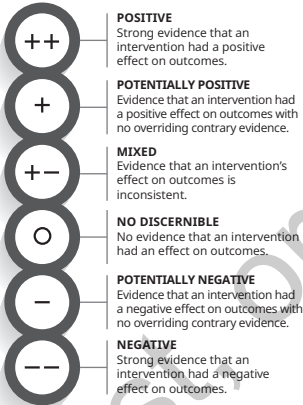 ++
POSITIVE
Strong evidence that an
intervention had a positive
effect on outcomes.
+
POTENTIALLY POSITIVE
Evidence that an intervention had
a positive effect on outcomes with
no overriding contrary evidence.
+−
MIXED
Evidence that an intervention’s
effect on outcomes is
inconsistent.
O
NO DISCERNIBLE
No evidence that an intervention
had an effect on outcomes.
−
POTENTIALLY NEGATIVE
Evidence that an intervention had
a negative effect on outcomes with
no overriding contrary evidence.
−−
NEGATIVE
Strong evidence that an
intervention had a negative
effect on outcomes.